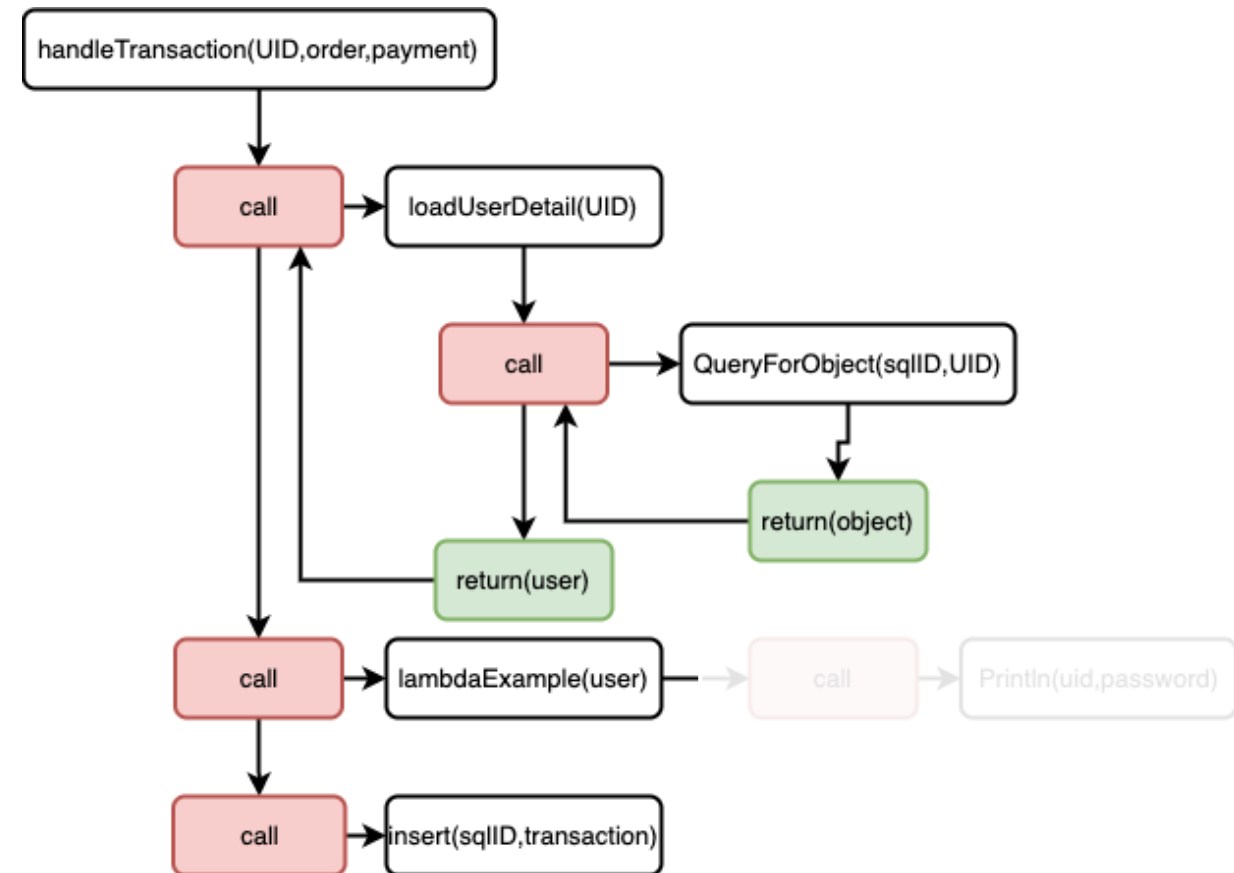 handleTransaction(UID,order,payment)
call
loadUserDetail(UID)
call
QueryForObject(sqlID,UID)
return(object)
return(user)
call
lambdaExample(user)
call
Println(uid,password)
call
insert(sqlID,transaction)